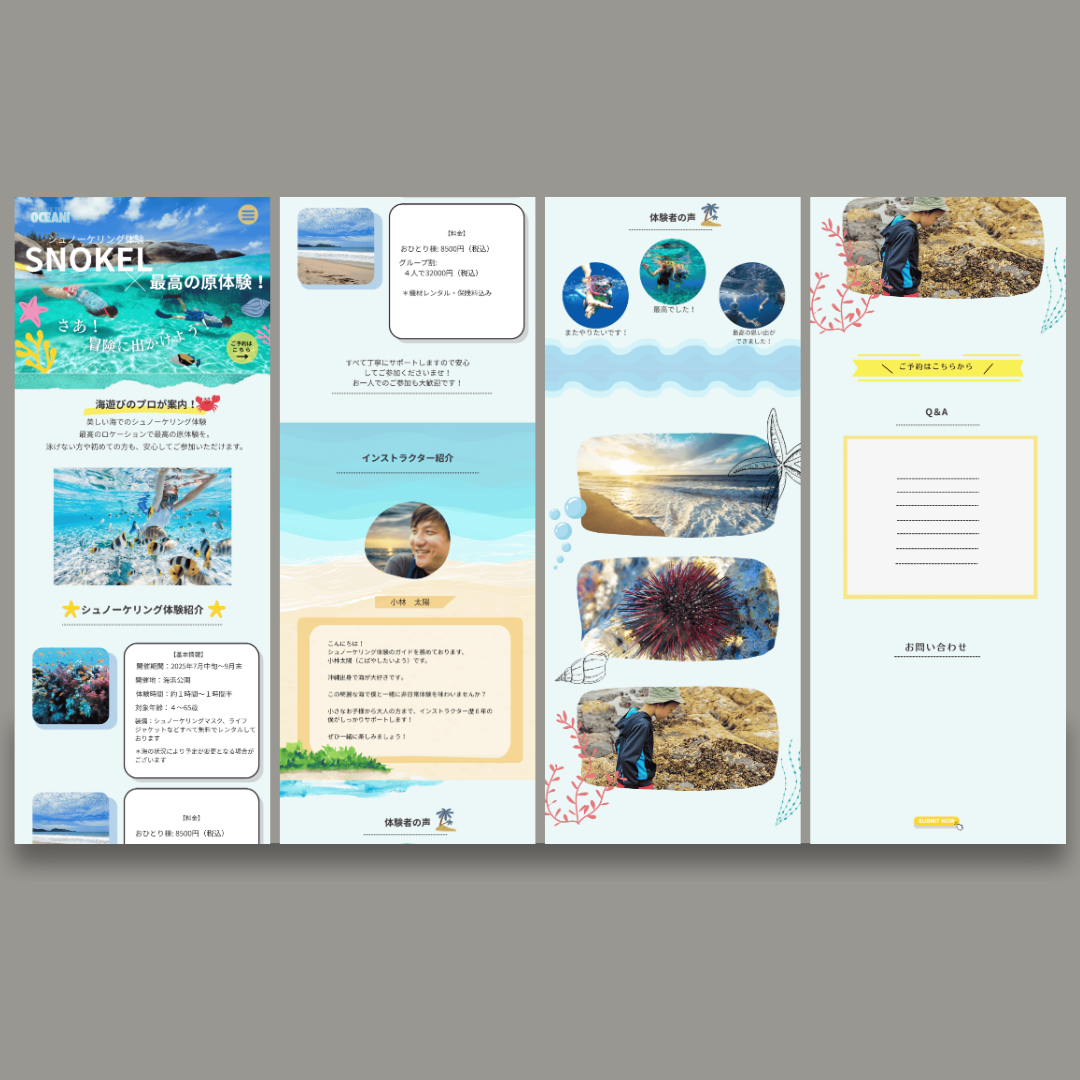 OCEAN!
シュノーケリング体験
SNOKEL
最高の原体験！
さあ！
冒険に出かけよう！
ご予約は
こちら
海遊びのプロが案内！
美しい海でのシュノーケリング体験
最高のロケーションで最高の原体験を。
泳げない方や初めての方も、安心してご参加いただけます。
シュノーケリング体験紹介
【基本情報】
開催期間：2025年7月中旬〜9月末
開催地：海浜公園
体験時間：約１時間〜１時間半
対象年齢：４〜65歳
装備：シュノーケリングマスク、ライフ
ジャケットなどすべて無料でレンタルして
おります
＊海の状況により予定が変更となる場合が
ございます
【料金】
おひとり様: 8500円（税込）
【料金】
おひとり様: 8500円（税込）
グループ割:
４人で32000円（税込）
＊機材レンタル・保険料込み
すべて丁寧にサポートしますので安心
してご参加くださいませ！
お一人でのご参加も大歓迎です！
インストラクター紹介
小林　太陽
こんにちは！
シュノーケリング体験のガイドを務めております、
小林太陽（こばやしたいよう）です。
沖縄出身で海が大好きです。
この綺麗な海で僕と一緒に非日常体験を味わいませんか？
小さなお子様から大人の方まで、インストラクター歴６年の
僕がしっかりサポートします！
ぜひ一緒に楽しみましょう！
体験者の声
体験者の声
またやりたいです！
最高でした！
最高の思い出が
できました！
ご予約はこちらから
Q&A
お問い合わせ
SUBMIT NOW